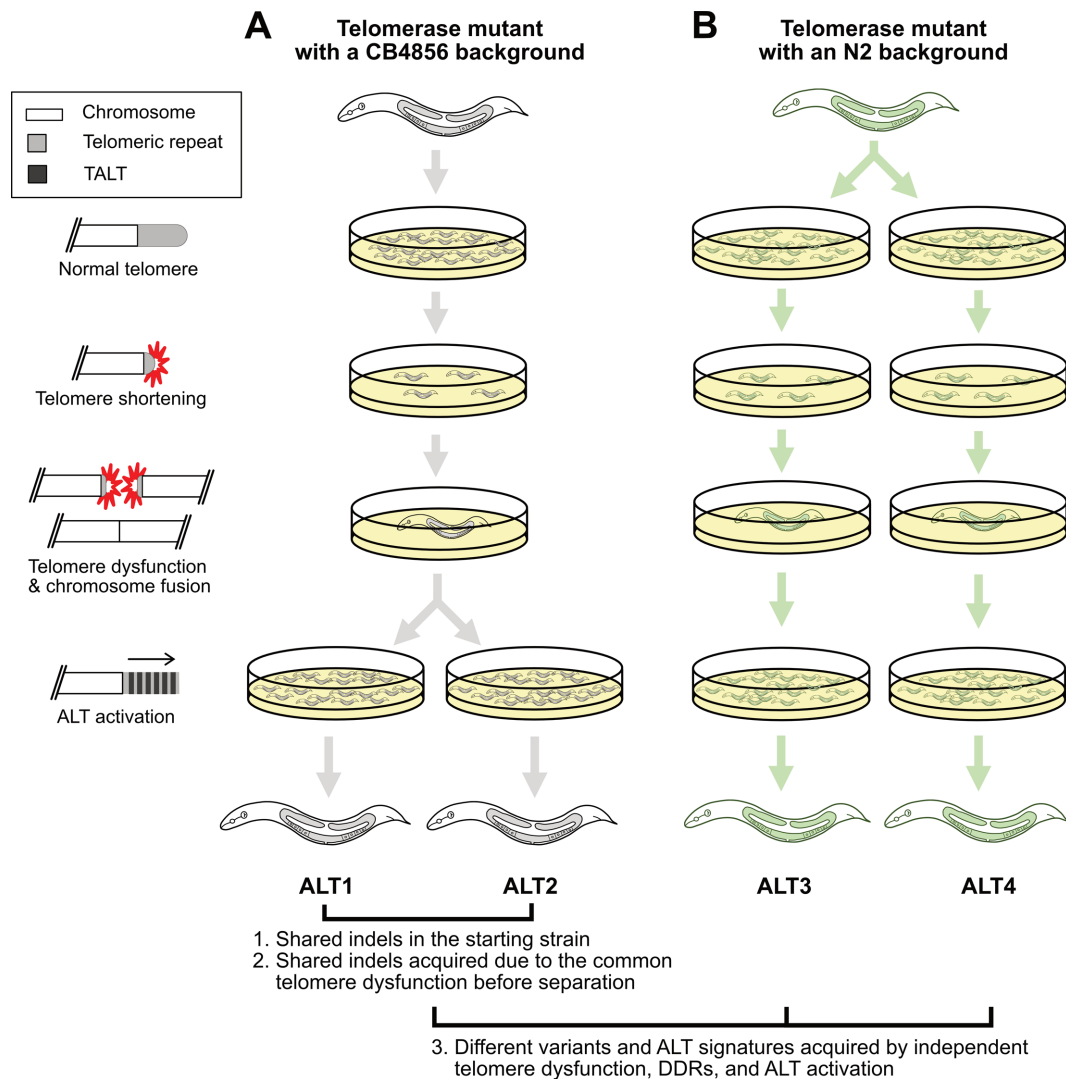 A
Telomerase mutant
with a CB4856 background
B
Telomerase mutant
with an N2 background
Chromosome
Telomeric repeat
TALT
Normal telomere
Telomere shortening
Telomere dysfunction
& chromosome fusion
ALT activation
ALT1
ALT2
ALT3
ALT4
1. Shared indels in the starting strain
2. Shared indels acquired due to the common
telomere dysfunction before separation
3. Different variants and ALT signatures acquired by independent
telomere dysfunction, DDRs, and ALT activation